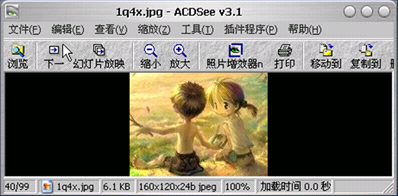 1q4x.jpg - ACDSee v3.1
文件(F) 编辑(E) 查看(V) 缩放(Z) 工具(T) 插件程序(P) 帮助(H)
浏览 下一 幻灯片放映 缩小 放大 照片增效器n 打印 移动到 复制到
40/99 1q4x.jpg 6.1 KB 160x120x24b jpeg 100% 加载时间 0.0 秒